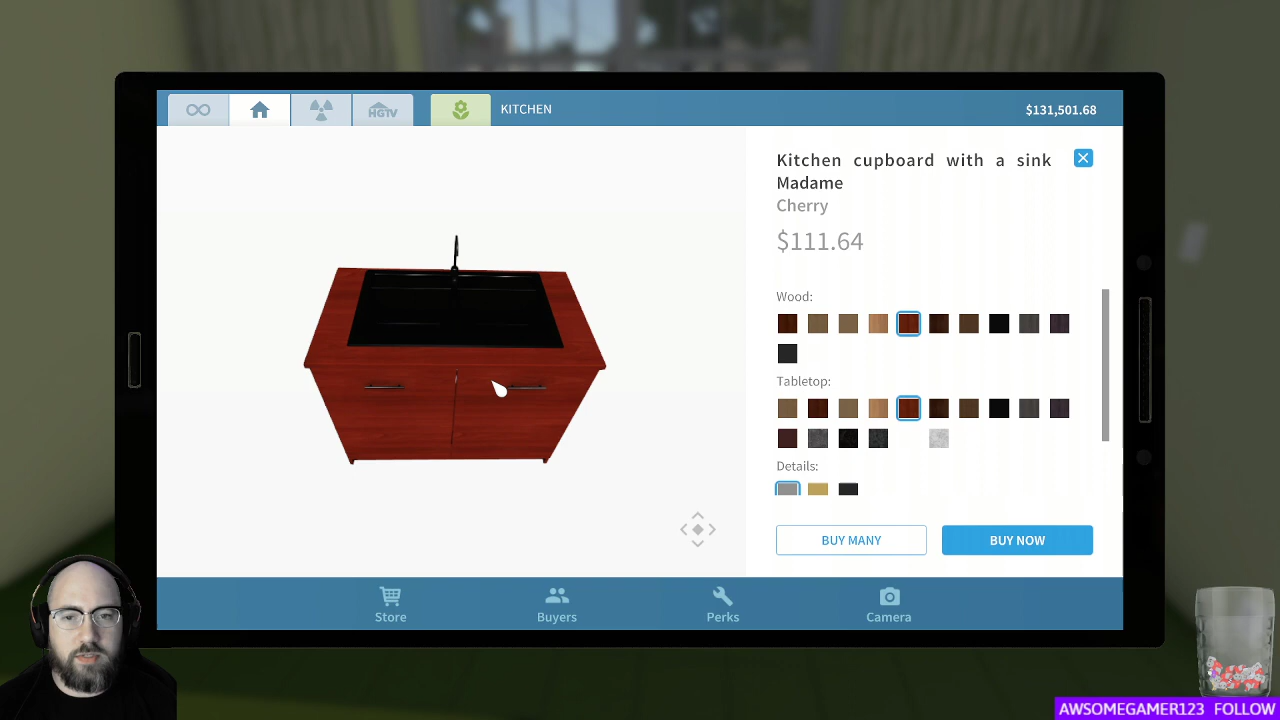 HGTV
KITCHEN
$131,501.68
Kitchen cupboard with a sink
Madame
Cherry
$111.64
Wood:
Tabletop:
Details:
BUY MANY
BUY NOW
Store
Buyers
Perks
Camera
AWSOMEGAMER123 FOLLOW